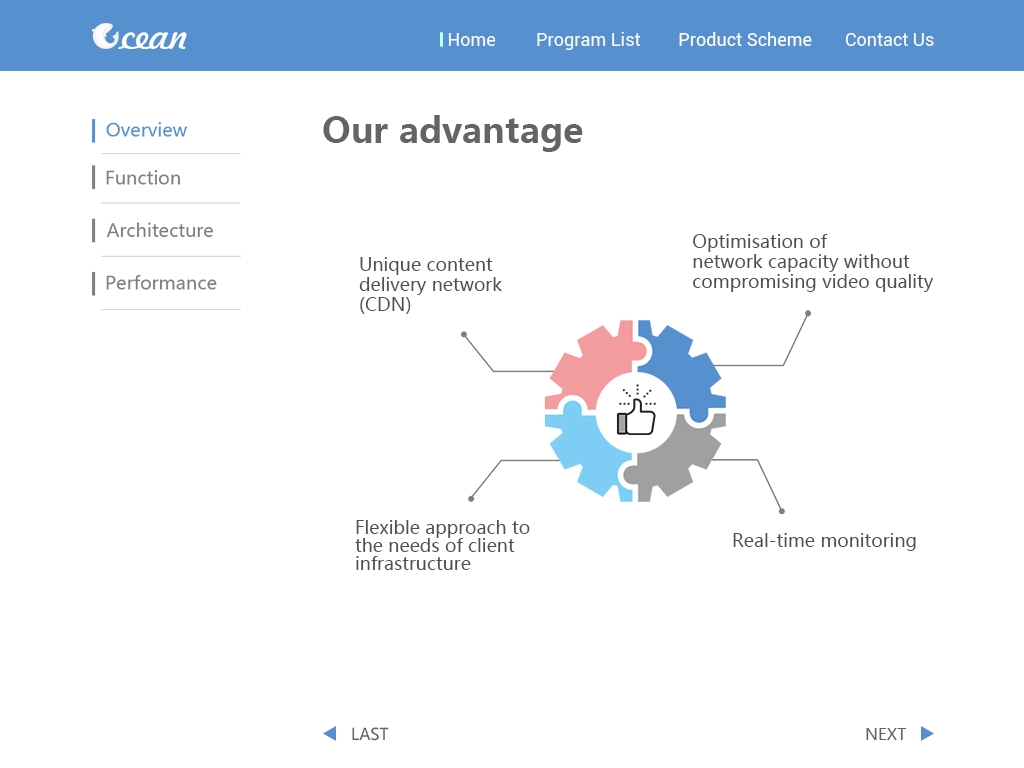 Ocean
Home
Program List
Product Scheme
Contact Us
Overview
Function
Architecture
Performance
Our advantage
Unique content
delivery network
(CDN)
Optimisation of
network capacity without
compromising video quality
Flexible approach to
the needs of client
infrastructure
Real-time monitoring
LAST
NEXT